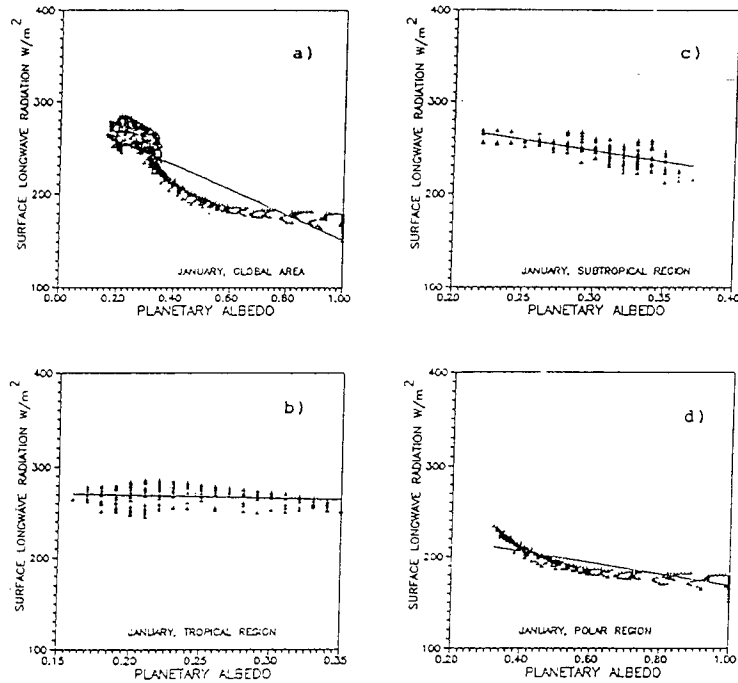 a)
SURFACE LONGWAVE RADIATION W/m²
400
300
200
100
JANUARY, GLOBAL AREA
0.00 0.20 0.40 0.60 0.80 1.00
PLANETARY ALBEDO
c)
SURFACE LONGWAVE RADIATION W/m²
400
300
200
100
JANUARY, SUBTROPICAL REGION
0.20 0.25 0.30 0.35 0.40
PLANETARY ALBEDO
b)
SURFACE LONGWAVE RADIATION W/m²
400
300
200
100
JANUARY, TROPICAL REGION
0.15 0.20 0.25 0.30 0.35
PLANETARY ALBEDO
d)
SURFACE LONGWAVE RADIATION W/m²
400
300
200
100
JANUARY, POLAR REGION
0.20 0.40 0.60 0.80 1.00
PLANETARY ALBEDO